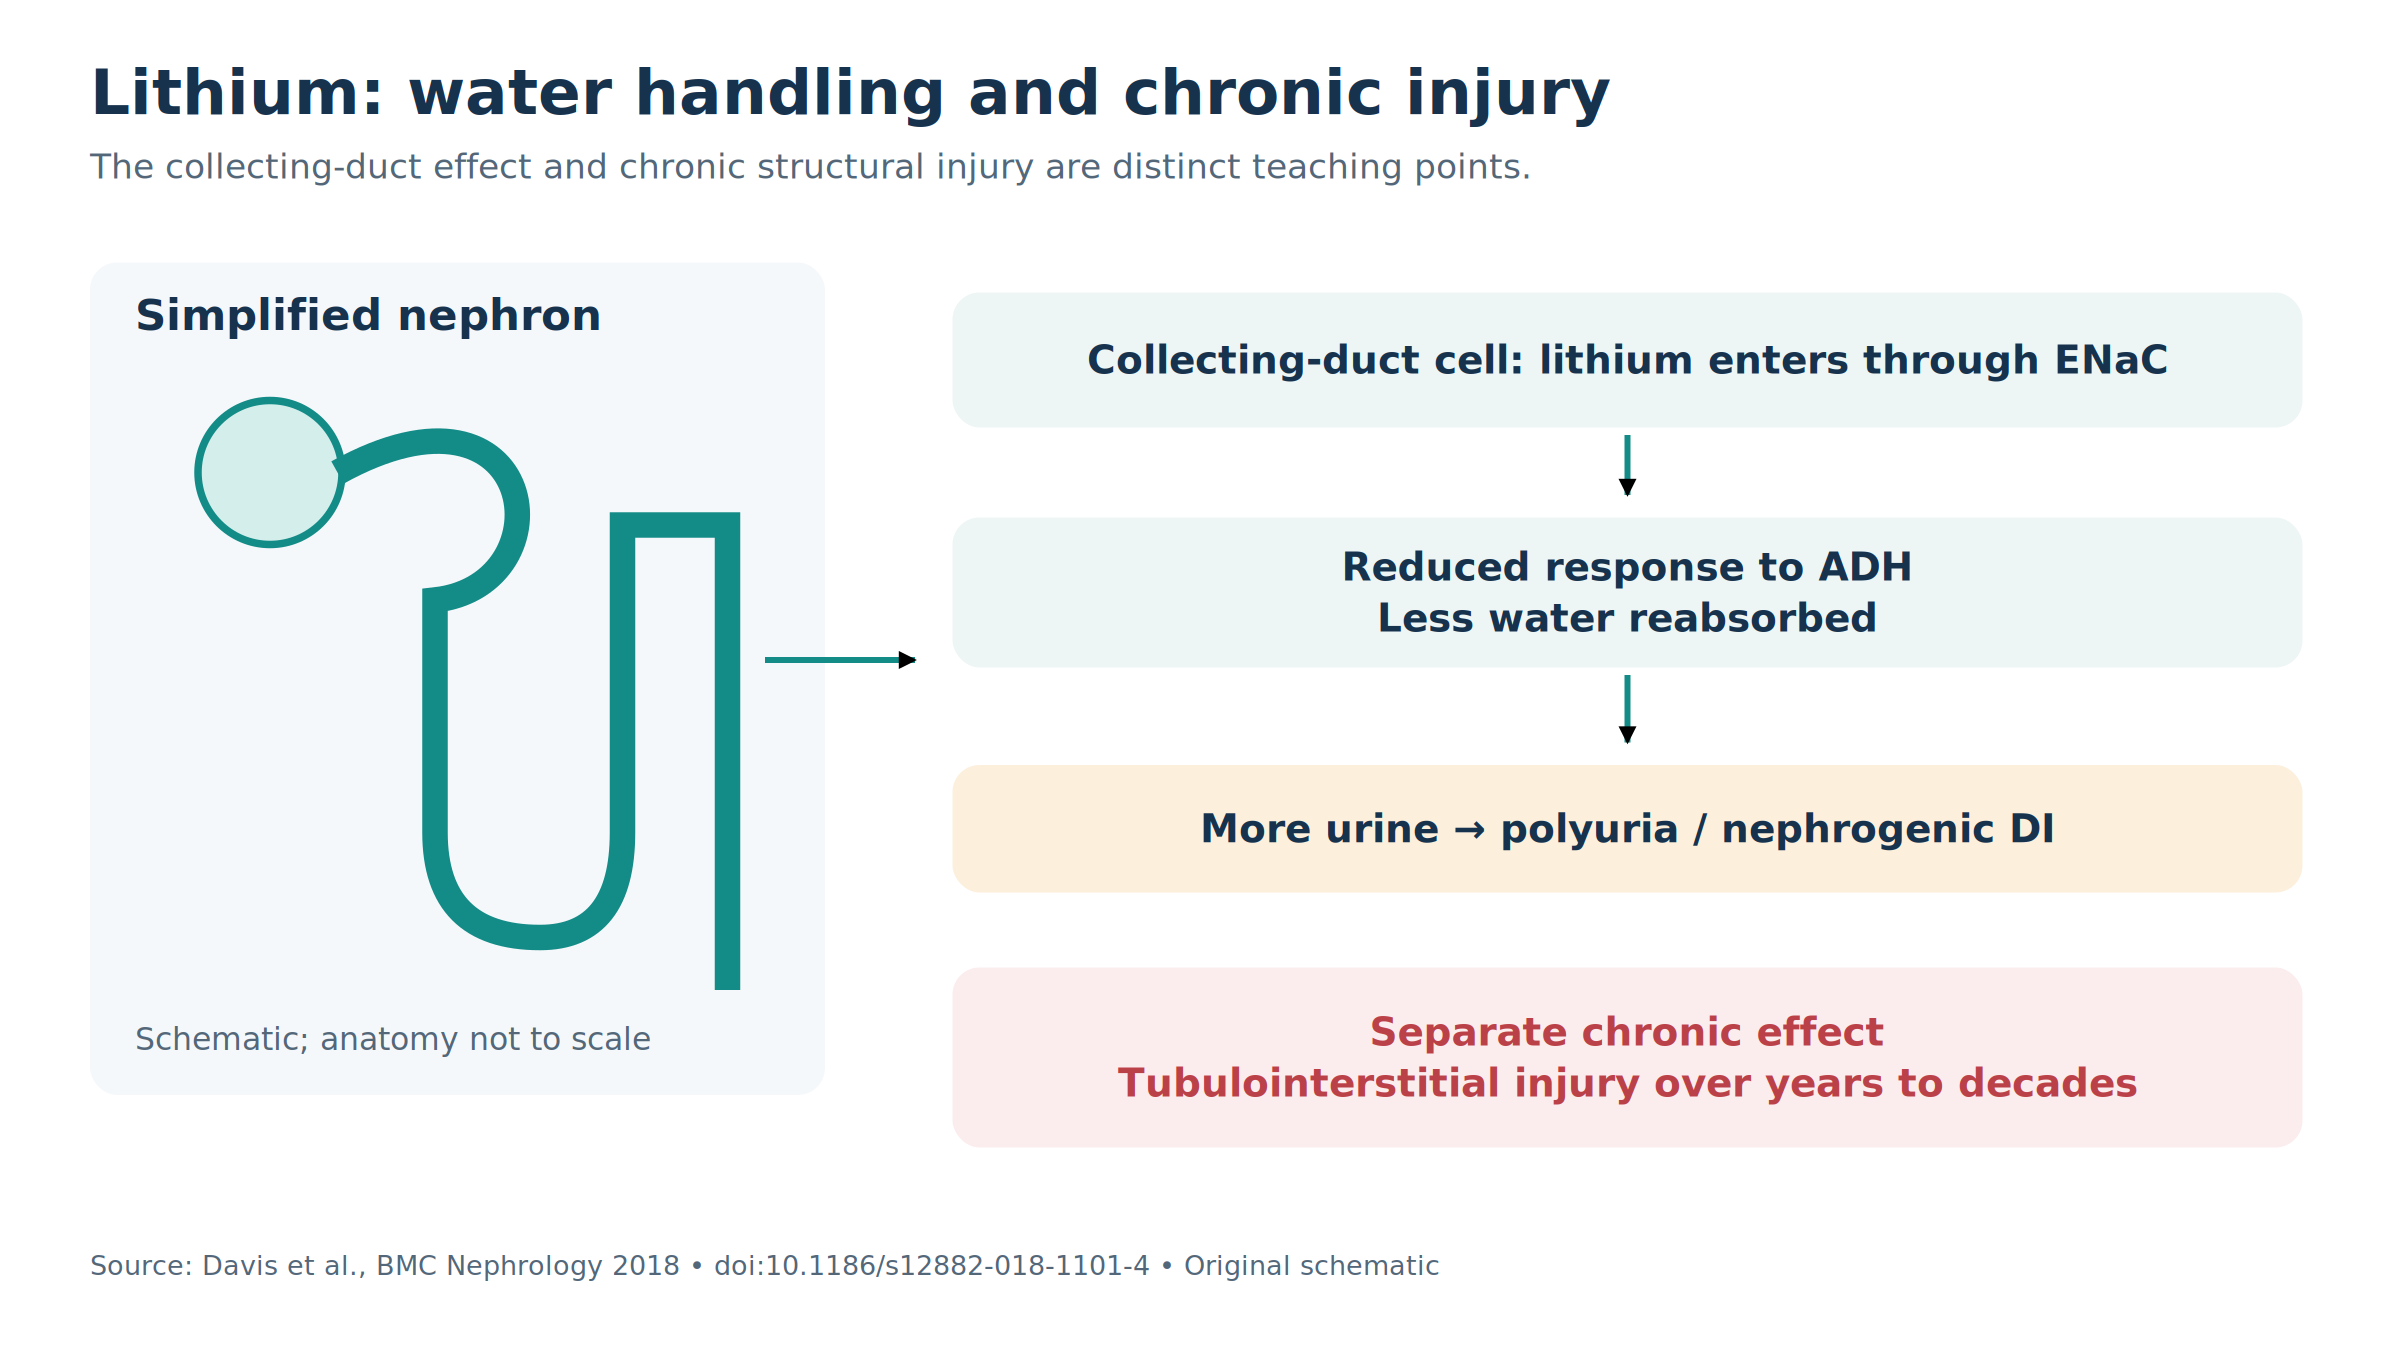 Lithium: water handling and chronic injury
The collecting-duct effect and chronic structural injury are distinct teaching points.
Simplified nephron
Schematic; anatomy not to scale
Collecting-duct cell: lithium enters through ENaC
Reduced response to ADH
Less water reabsorbed
More urine → polyuria / nephrogenic DI
Separate chronic effect
Tubulointerstitial injury over years to decades
Source: Davis et al., BMC Nephrology 2018 • doi:10.1186/s12882-018-1101-4 • Original schematic